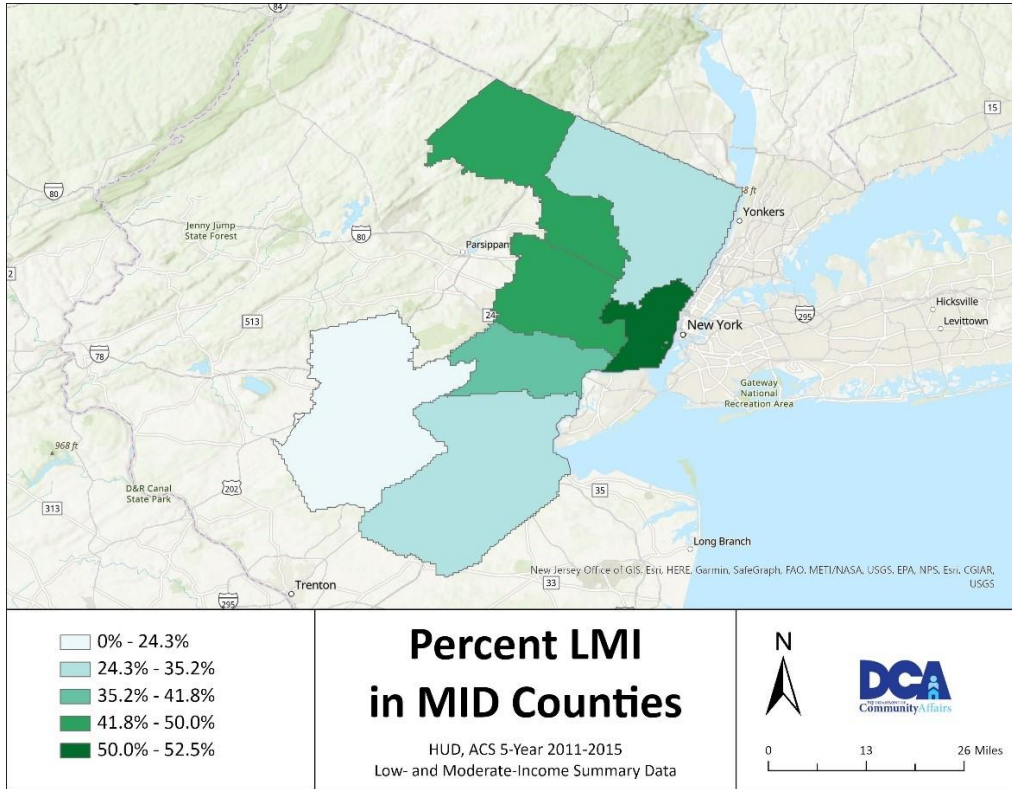 84
15
8 ft
Yonkers
80
Jenny Jump
State Forest
80
Parsippan
2
Hicksville
295
Levittown
513
24
New York
78
Gateway
National
Recreation Area
968 ft
D&R Canal
State Park
202
35
313
Long Branch
New Jersey Office of GIS, Esri, HERE, Garmin, SafeGraph, FAO, METI/NASA, USGS, EPA, NPS, Esri, CGIAR,
USGS
33
Trenton
295
0% - 24.3%
24.3% - 35.2%
35.2% - 41.8%
41.8% - 50.0%
50.0% - 52.5%
Percent LMI
in MID Counties
HUD, ACS 5-Year 2011-2015
Low- and Moderate-Income Summary Data
N
DCA
Community Affairs
0 13 26 Miles